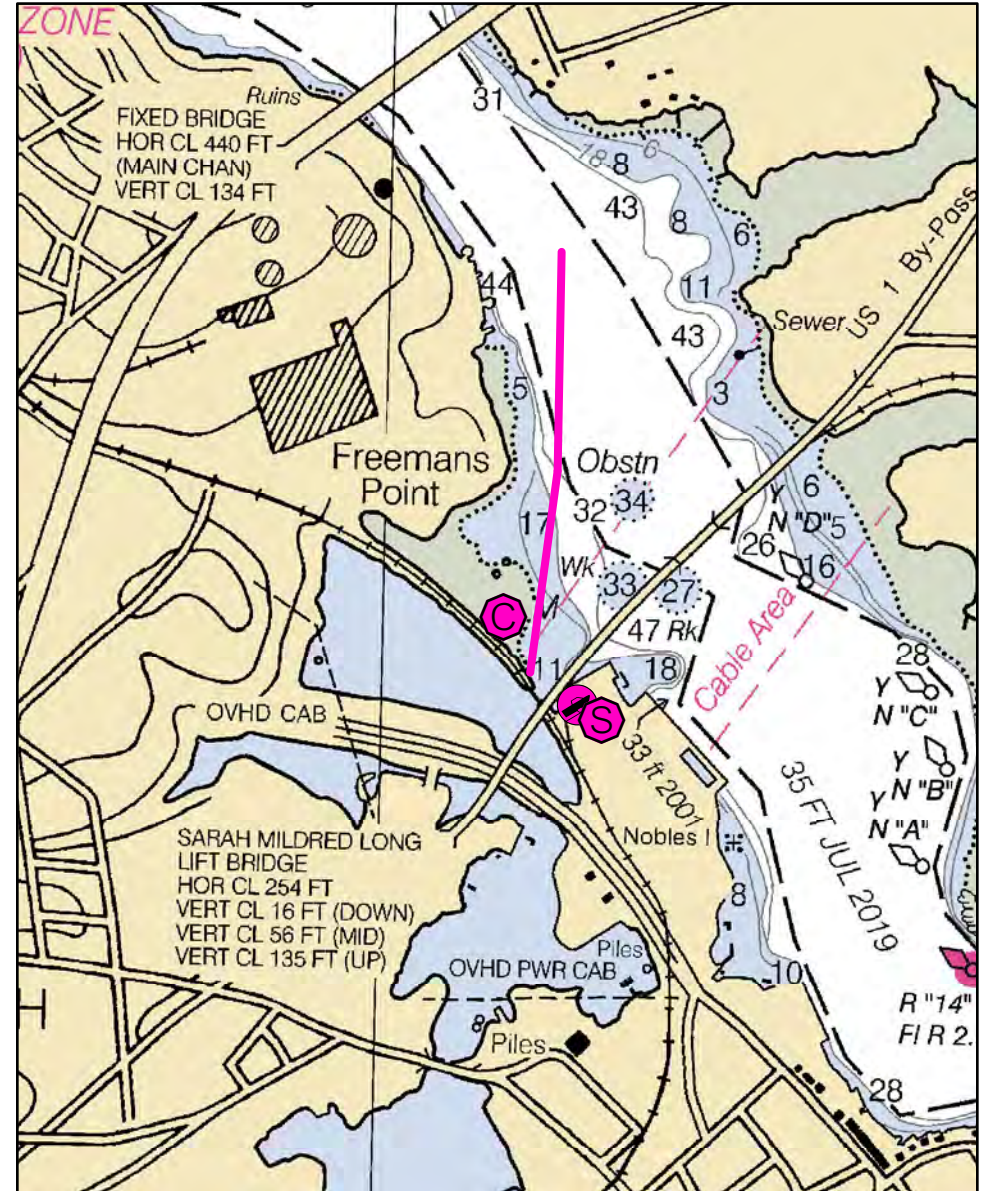 ZONE
Ruins
FIXED BRIDGE
HOR CL 440 FT
(MAIN CHAN)
VERT CL 134 FT
31
18
6
8
43
8
6
11
44
43
Sewer
US 1 By-Pass
5
3
Freemans
Point
Obstn
34
32
17
6
Y
N "D"
5
26
16
Wk
33
27
C
M
47 Rk
Cable Area
11
18
28
S
Y
N "C"
OVHD CAB
33 ft 2001
35 FT JUL 2019
Y
N "B"
Y
N "A"
SARAH MILDRED LONG
LIFT BRIDGE
HOR CL 254 FT
VERT CL 16 FT (DOWN)
VERT CL 56 FT (MID)
VERT CL 135 FT (UP)
Nobles I
8
Piles
OVHD PWR CAB
10
8
Piles
R "14"
Fl R 2.
28